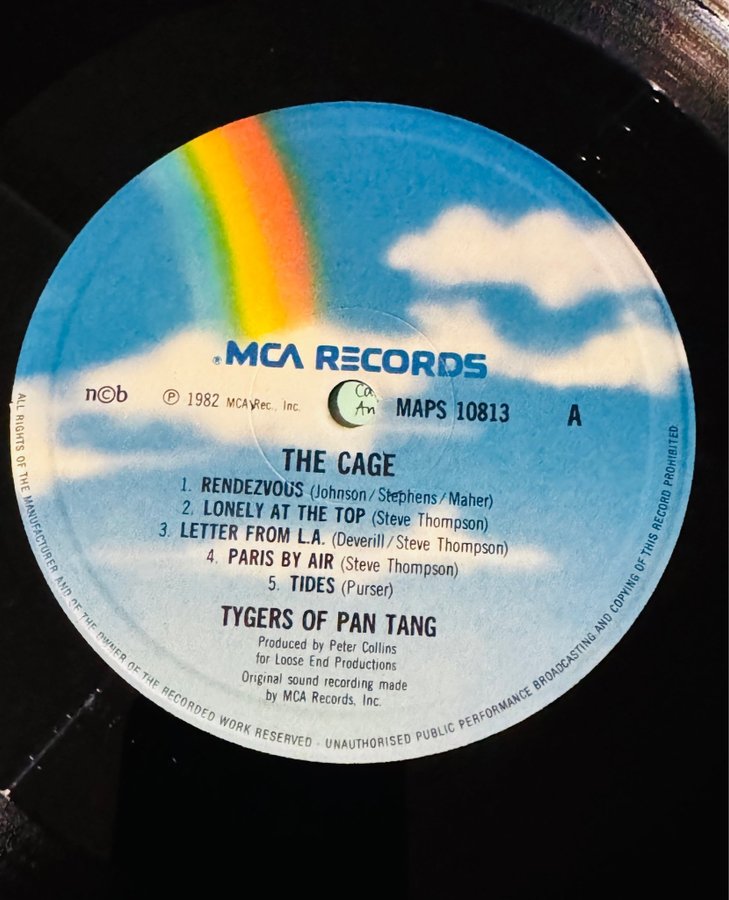 ® MCA RECORDS
n©b ℗ 1982 MCA Rec., Inc. MAPS 10813 A
Ca
An
THE CAGE
1. RENDEZVOUS (Johnson/Stephens/Maher)
2. LONELY AT THE TOP (Steve Thompson)
3. LETTER FROM L.A. (Deverill/Steve Thompson)
4. PARIS BY AIR (Steve Thompson)
5. TIDES (Purser)
TYGERS OF PAN TANG
Produced by Peter Collins
for Loose End Productions
Original sound recording made
by MCA Records, Inc.
ALL RIGHTS OF THE MANUFACTURER AND OF THE OWNER OF THE RECORDED WORK RESERVED · UNAUTHORISED PUBLIC PERFORMANCE BROADCASTING AND COPYING OF THIS RECORD PROHIBITED